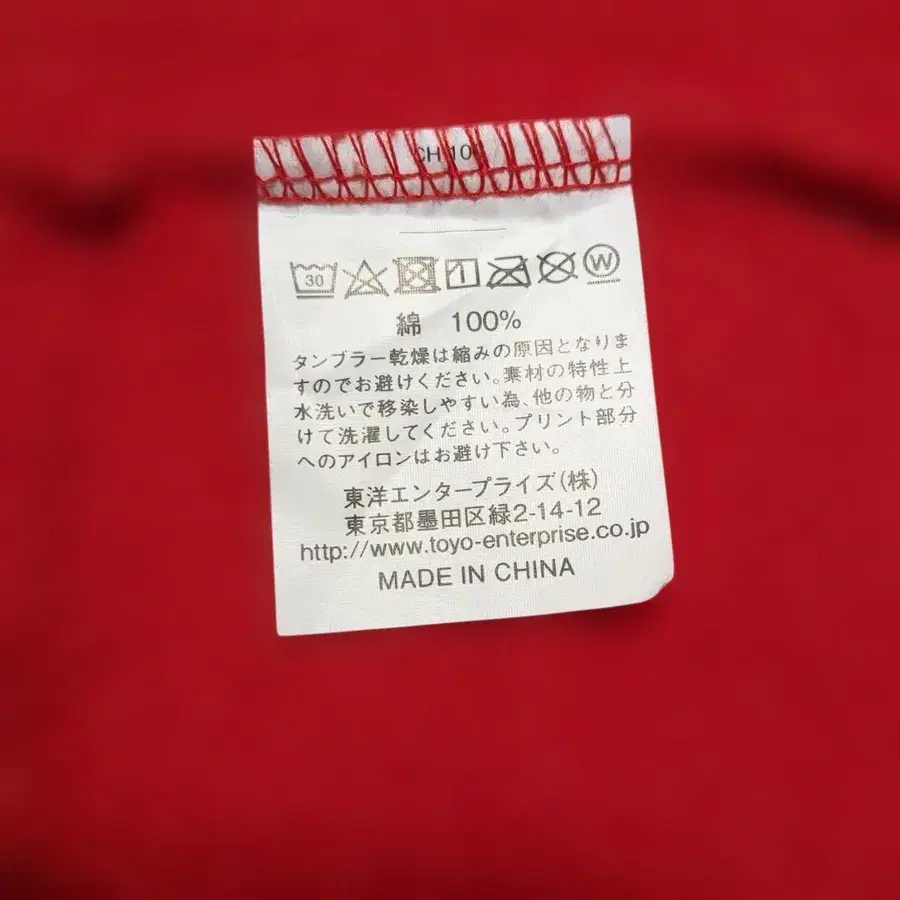 30
W
綿 100%
タンブラー乾燥は縮みの原因となりま
すのでお避けください。素材の特性上
水洗いで移染しやすい為、他の物と分
けて洗濯してください。プリント部分
へのアイロンはお避け下さい。
東洋エンタープライズ(株)
東京都墨田区緑2-14-12
http://www.toyo-enterprise.co.jp
MADE IN CHINA